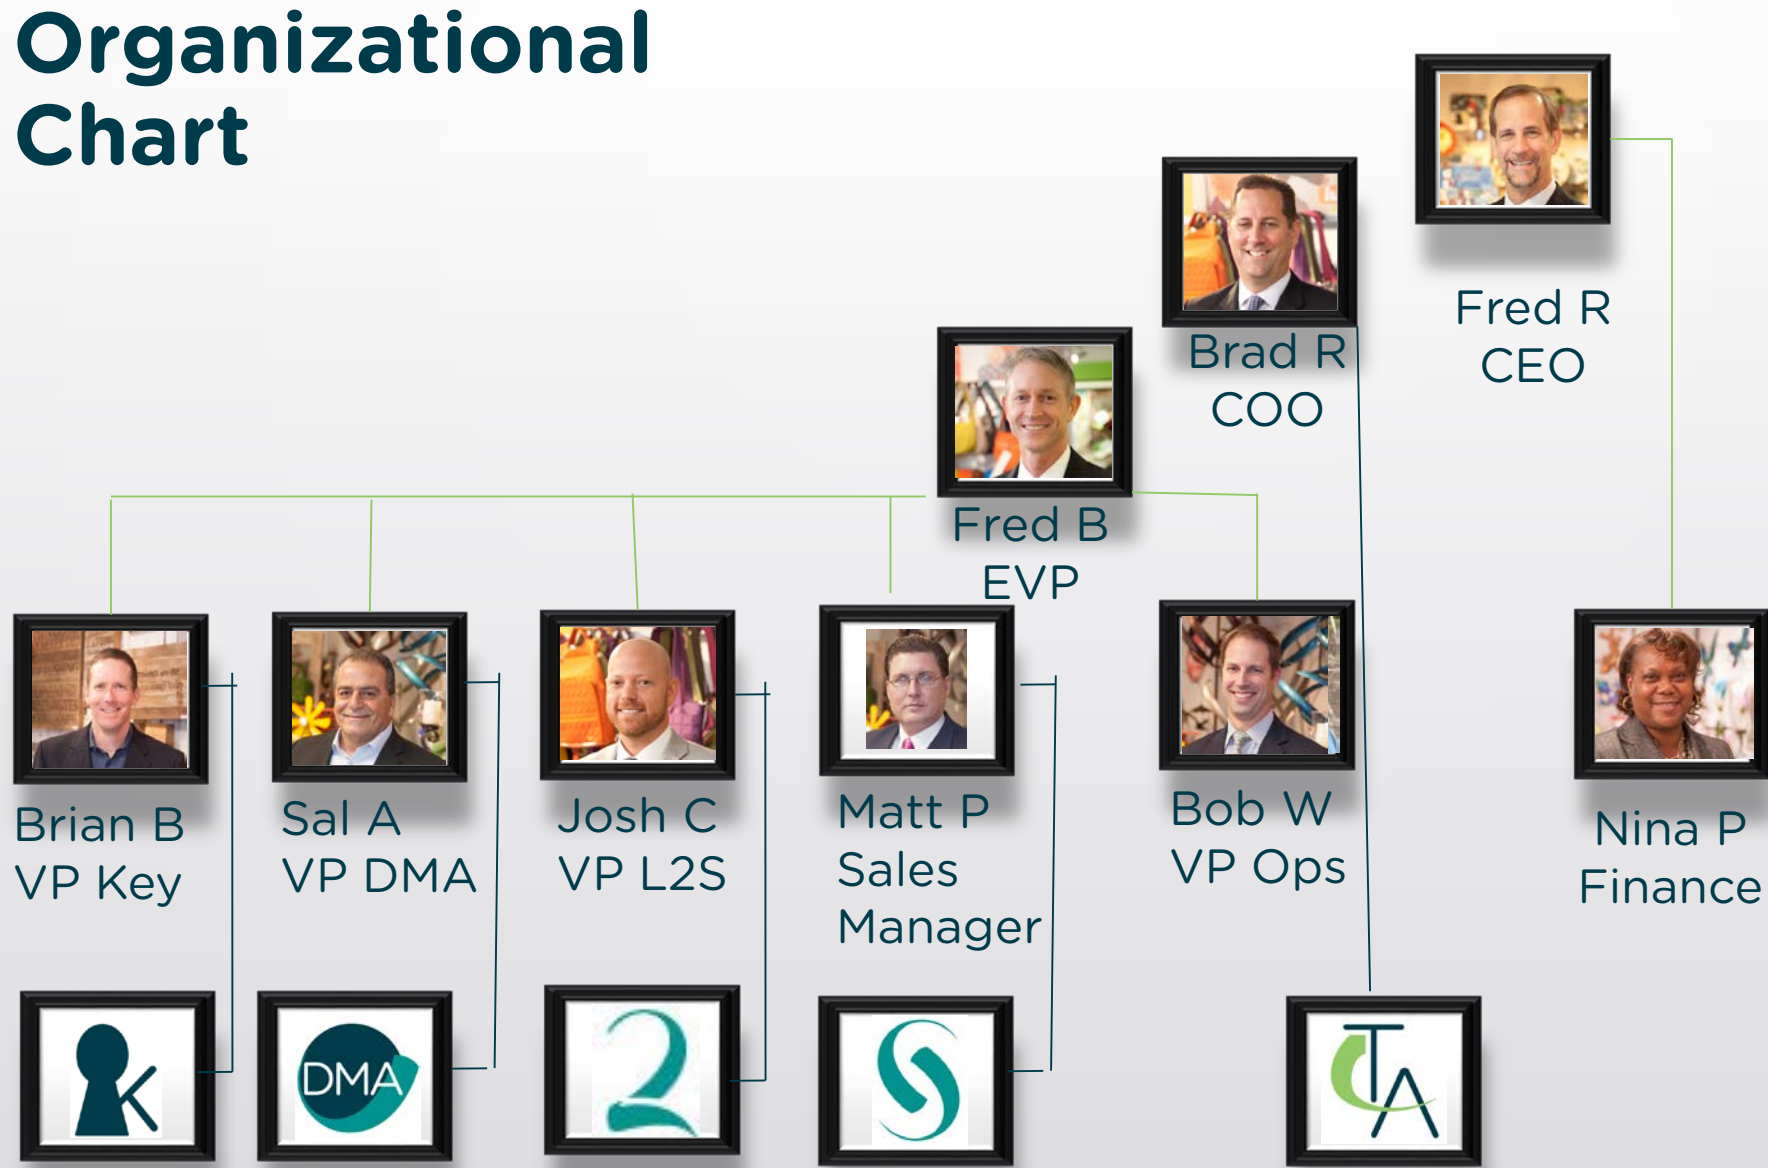 Organizational
Chart
Fred R
CEO
Brad R
COO
Fred B
EVP
Brian B
VP Key
Sal A
VP DMA
Josh C
VP L2S
Matt P
Sales
Manager
Bob W
VP Ops
Nina P
Finance
K
DMA
2
S
CTA